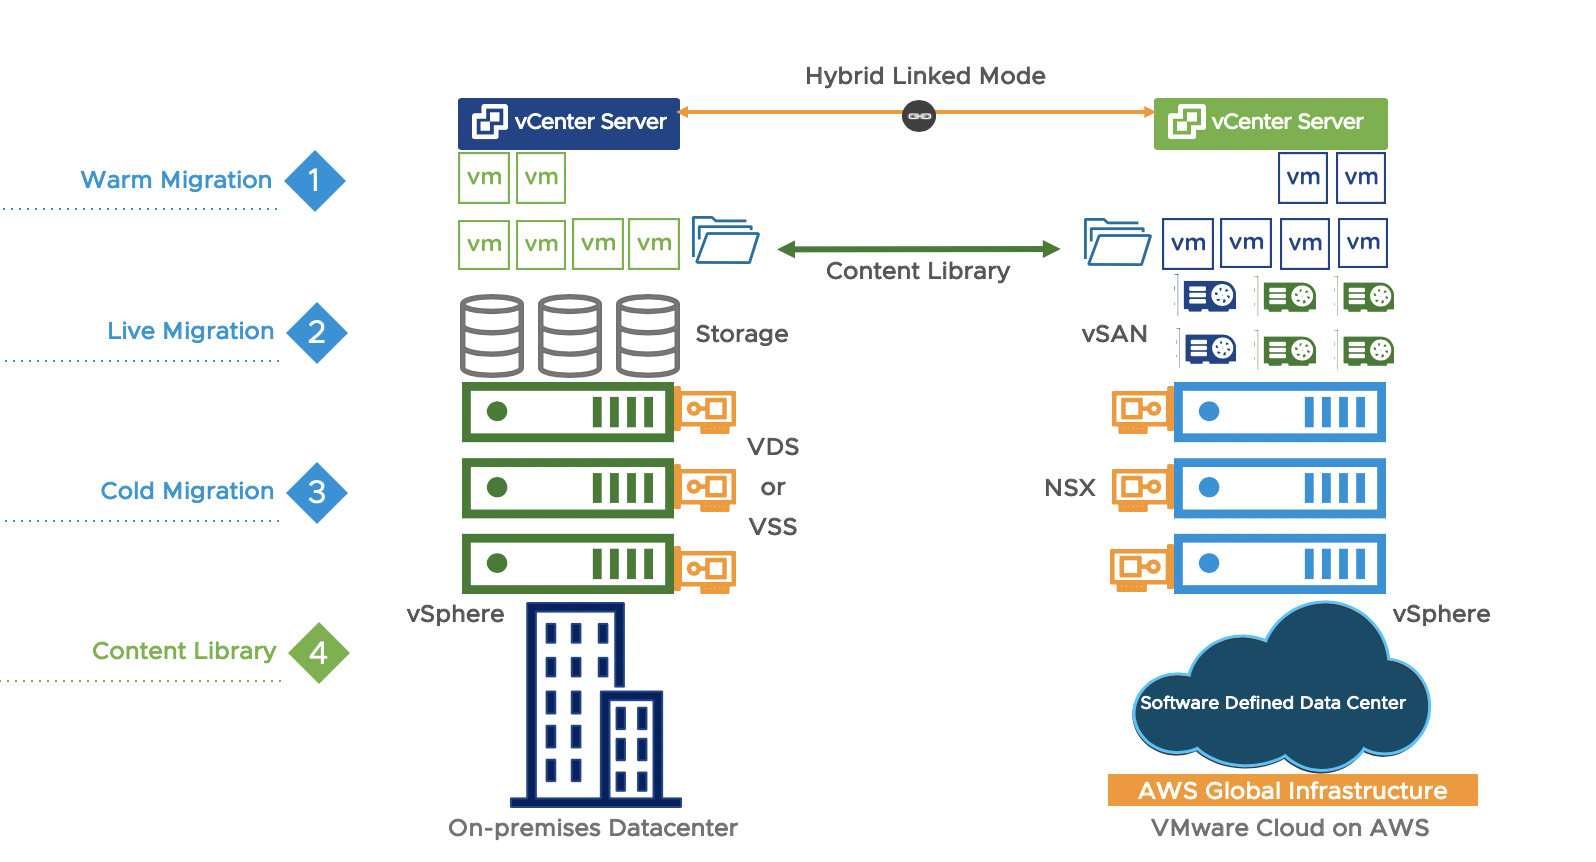 Hybrid Linked Mode
vCenter Server
vCenter Server
Warm Migration 1
vm vm
vm vm
vm vm vm vm
vm vm vm vm
Content Library
Live Migration 2
Storage
vSAN
VDS
or
VSS
Cold Migration 3
NSX
vSphere
vSphere
Content Library 4
Software Defined Data Center
AWS Global Infrastructure
On-premises Datacenter
VMware Cloud on AWS